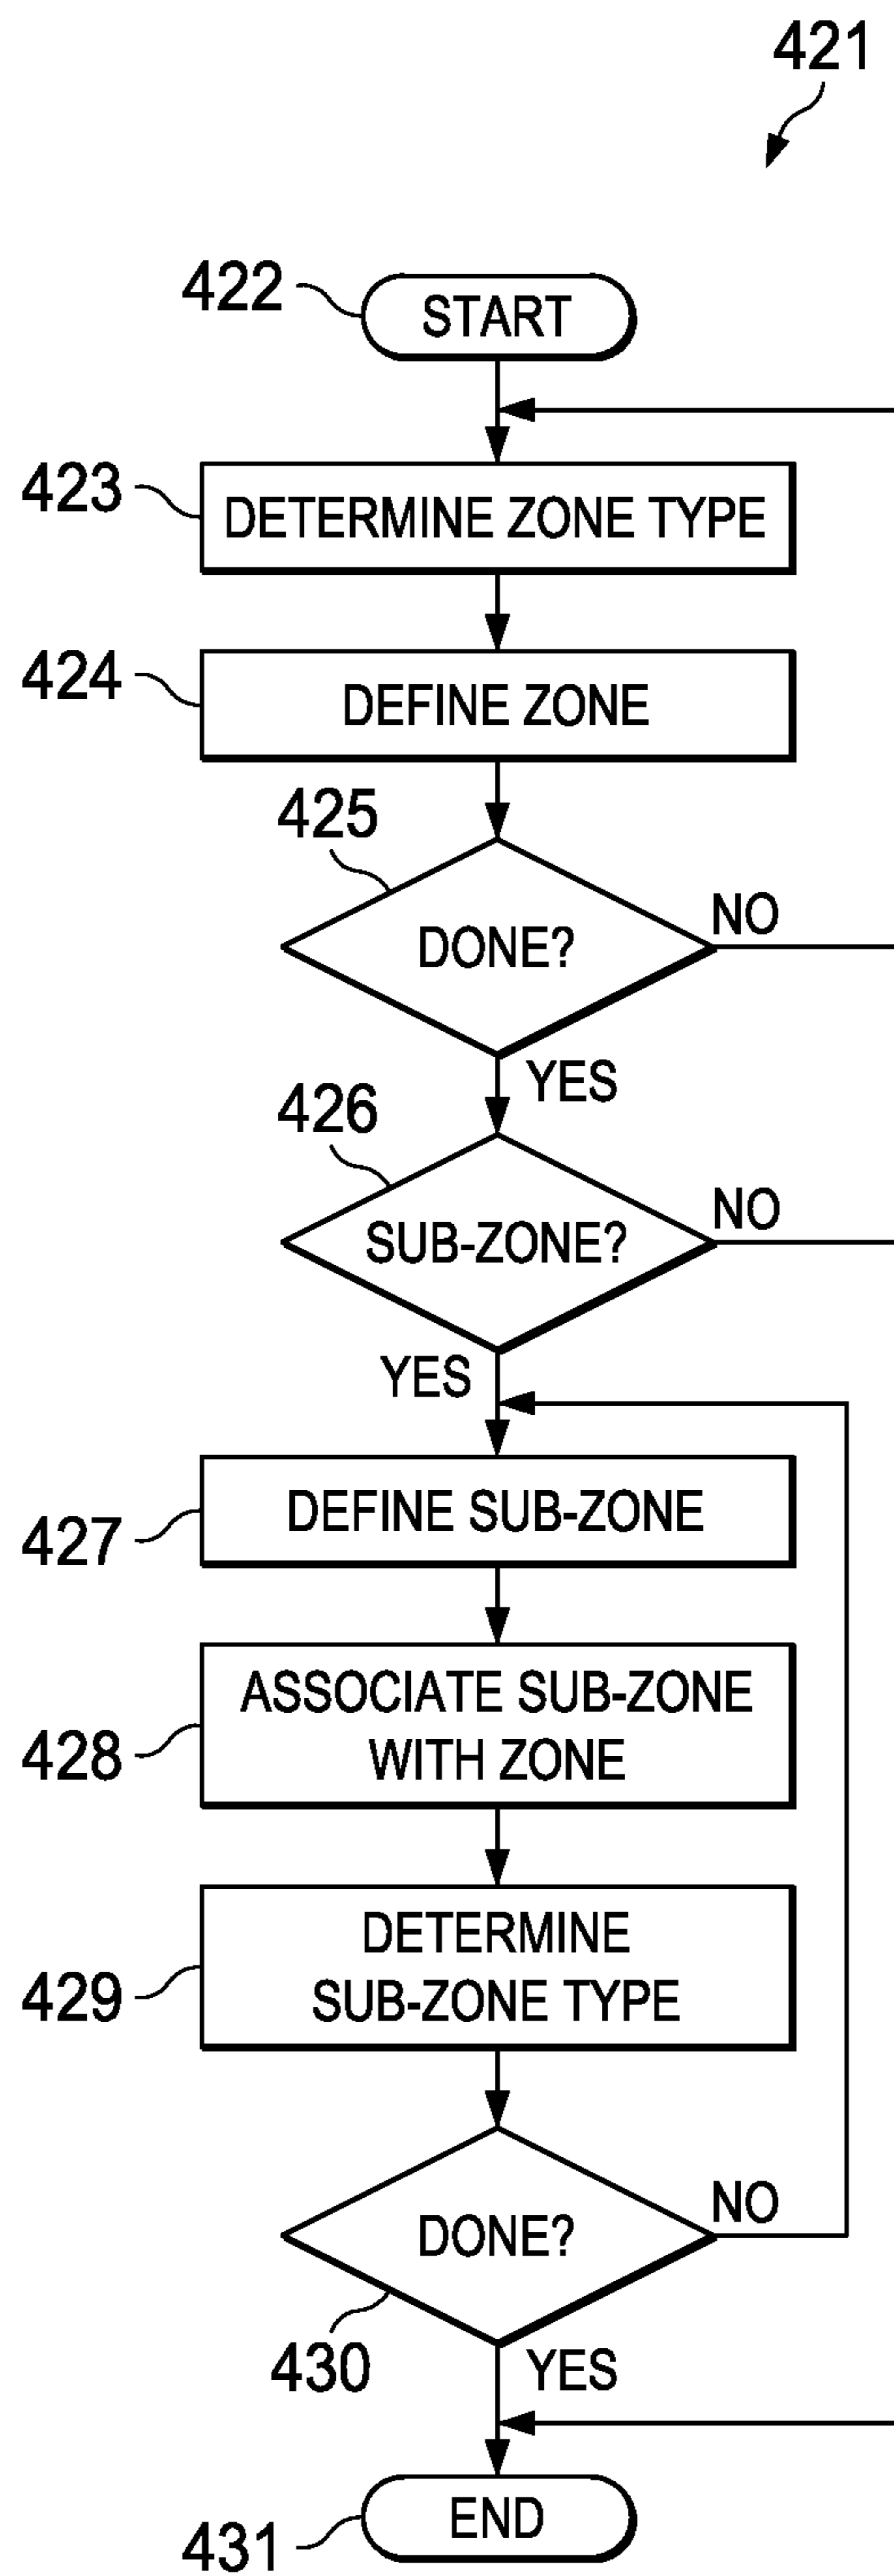 421
422
START
423
DETERMINE ZONE TYPE
424
DEFINE ZONE
425
DONE?
NO
YES
426
SUB-ZONE?
NO
YES
427
DEFINE SUB-ZONE
428
ASSOCIATE SUB-ZONE
WITH ZONE
429
DETERMINE
SUB-ZONE TYPE
DONE?
NO
430
YES
431
END